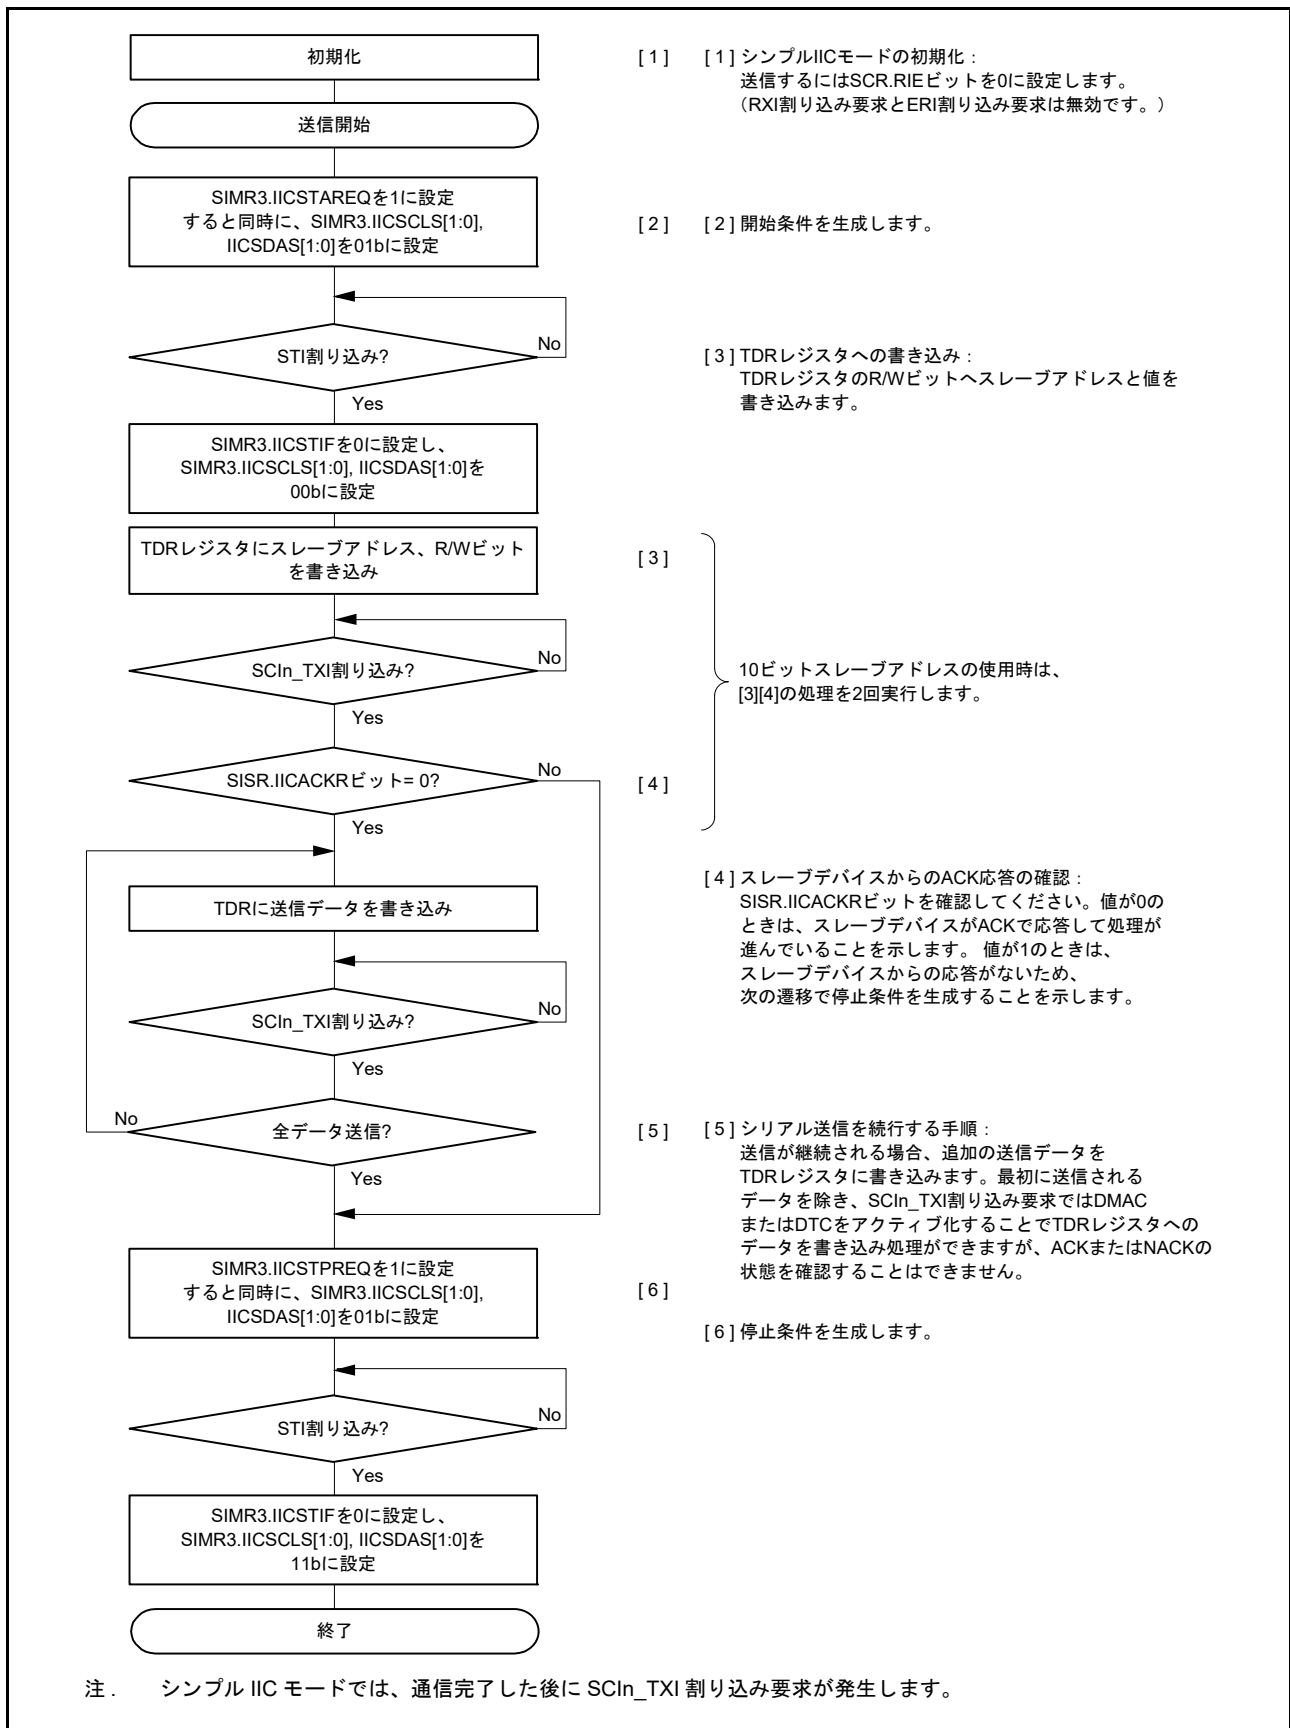 初期化
[ 1 ]
[ 1 ] シンプルIICモードの初期化：
送信するにはSCR.RIEビットを0に設定します。
（RXI割り込み要求とERI割り込み要求は無効です。）
送信開始
SIMR3.IICSTAREQを1に設定
すると同時に、SIMR3.IICSCLS[1:0],
IICSDAS[1:0]を01bに設定
[ 2 ]
[ 2 ] 開始条件を生成します。
STI割り込み?
No
Yes
[ 3 ] TDRレジスタへの書き込み：
TDRレジスタのR/Wビットへスレーブアドレスと値を
書き込みます。
SIMR3.IICSTIFを0に設定し、
SIMR3.IICSCLS[1:0], IICSDAS[1:0]を
00bに設定
TDRレジスタにスレーブアドレス、R/Wビット
を書き込み
[ 3 ]
SCIn_TXI割り込み?
No
Yes
10ビットスレーブアドレスの使用時は、
[3][4]の処理を2回実行します。
SISR.IICACKRビット= 0?
No
[ 4 ]
Yes
TDRに送信データを書き込み
[ 4 ] スレーブデバイスからのACK応答の確認：
SISR.IICACKRビットを確認してください。値が0の
ときは、スレーブデバイスがACKで応答して処理が
進んでいることを示します。 値が1のときは、
スレーブデバイスからの応答がないため、
次の遷移で停止条件を生成することを示します。
SCIn_TXI割り込み?
No
Yes
No
全データ送信?
[ 5 ]
Yes
[ 5 ] シリアル送信を続行する手順：
送信が継続される場合、追加の送信データを
TDRレジスタに書き込みます。最初に送信される
データを除き、SCIn_TXI割り込み要求ではDMAC
またはDTCをアクティブ化することでTDRレジスタへの
データを書き込み処理ができますが、ACKまたはNACKの
状態を確認することはできません。
SIMR3.IICSTPREQを1に設定
すると同時に、SIMR3.IICSCLS[1:0],
IICSDAS[1:0]を01bに設定
[ 6 ]
[ 6 ] 停止条件を生成します。
STI割り込み?
No
Yes
SIMR3.IICSTIFを0に設定し、
SIMR3.IICSCLS[1:0], IICSDAS[1:0]を
11bに設定
終了
注 . シンプル IIC モードでは、通信完了した後に SCIn_TXI 割り込み要求が発生します。